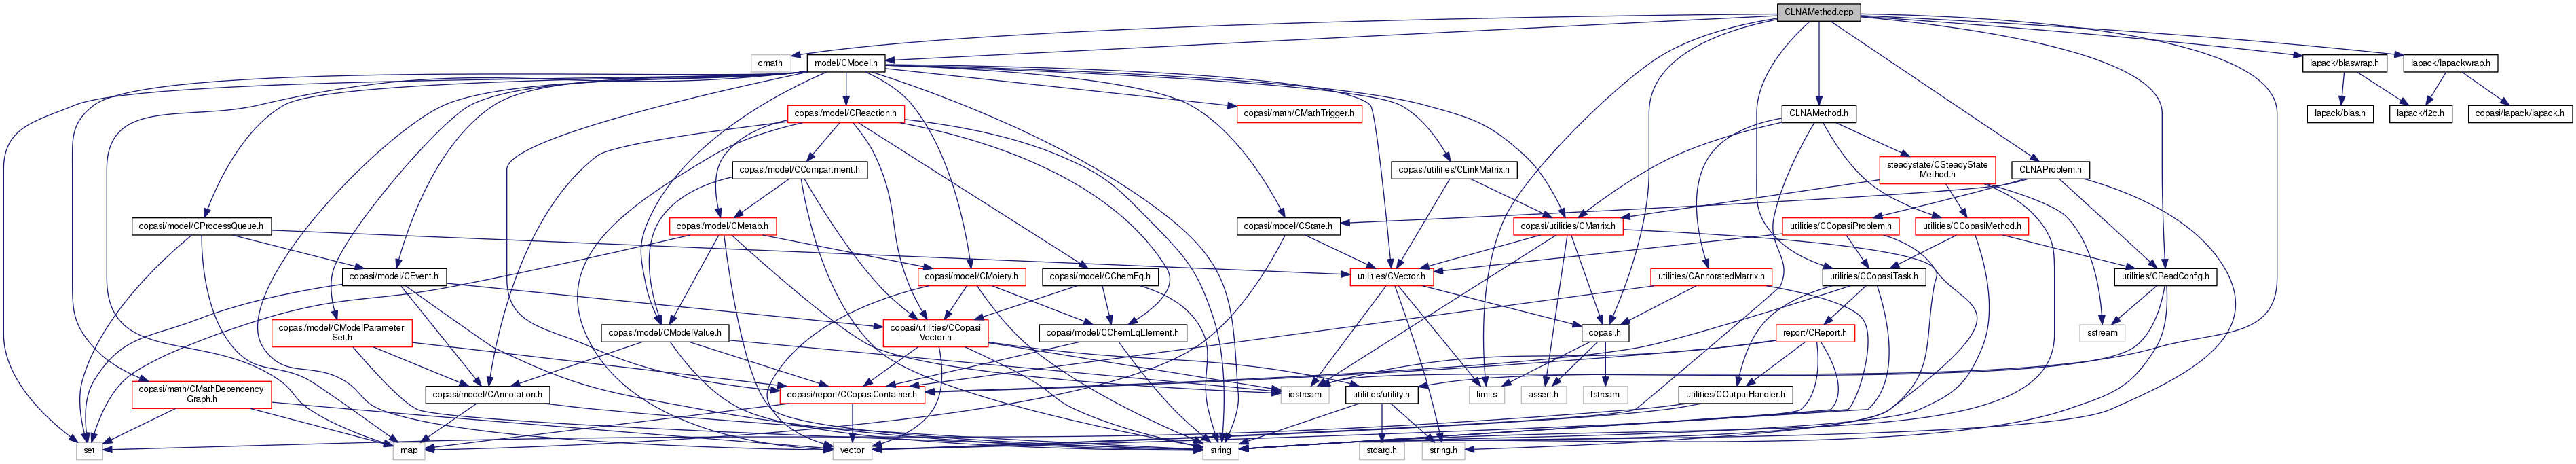 CLNAMethod.cpp
cmath
model/CModel.h
lapack/blaswrap.h
lapack/lapackwrap.h
copasi/model/CReaction.h
copasi/math/CMathTrigger.h
CLNAMethod.h
lapack/blas.h
lapack/f2c.h
copasi/lapack/lapack.h
copasi/model/CCompartment.h
copasi/utilities/CLinkMatrix.h
steadystate/CSteadyState
Method.h
CLNAProblem.h
copasi/model/CProcessQueue.h
copasi/model/CMetab.h
copasi/model/CState.h
copasi/utilities/CMatrix.h
utilities/CCopasiProblem.h
utilities/CCopasiMethod.h
copasi/model/CEvent.h
copasi/model/CMoiety.h
copasi/model/CChemEq.h
utilities/CVector.h
utilities/CAnnotatedMatrix.h
utilities/CCopasiTask.h
utilities/CReadConfig.h
copasi/model/CModelParameter
Set.h
copasi/model/CModelValue.h
copasi/utilities/CCopasi
Vector.h
copasi/model/CChemEqElement.h
copasi.h
report/CReport.h
sstream
copasi/math/CMathDependency
Graph.h
copasi/model/CAnnotation.h
copasi/report/CCopasiContainer.h
iostream
utilities/utility.h
limits
assert.h
fstream
utilities/COutputHandler.h
set
map
vector
string
stdarg.h
string.h